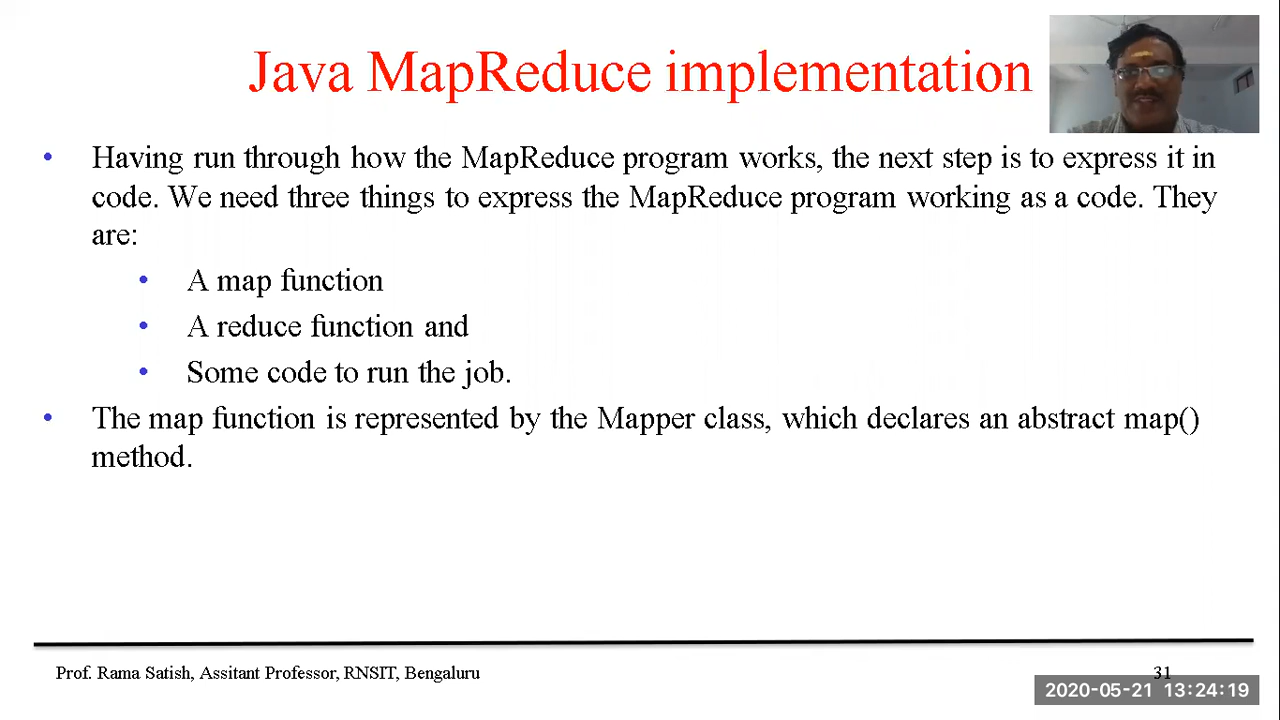 Java MapReduce implementation
• Having run through how the MapReduce program works, the next step is to express it in
code. We need three things to express the MapReduce program working as a code. They
are:
• A map function
• A reduce function and
• Some code to run the job.
• The map function is represented by the Mapper class, which declares an abstract map()
method.
Prof. Rama Satish, Assitant Professor, RNSIT, Bengaluru
31
2020-05-21 13:24:19